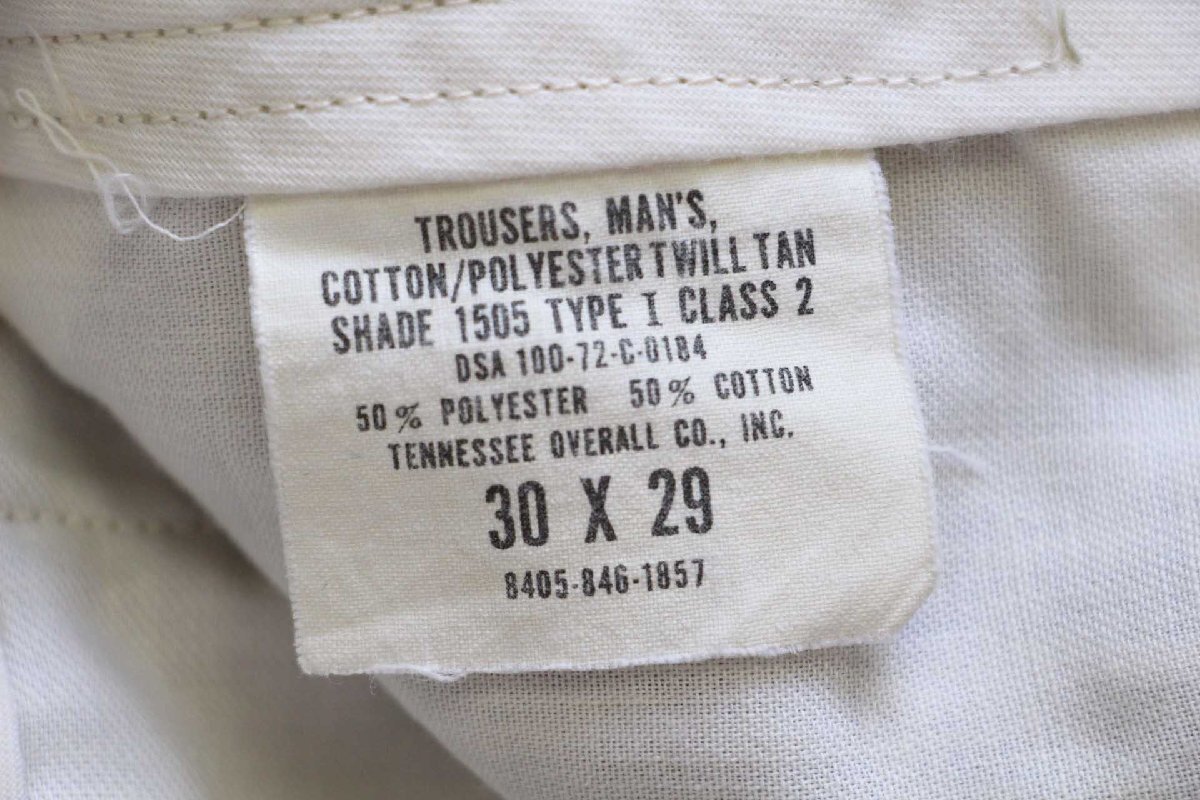 TROUSERS, MAN'S,
COTTON/POLYESTER TWILL TAN
SHADE 1505 TYPE I CLASS 2
DSA 100-72-C-0184
50% POLYESTER 50% COTTON
TENNESSEE OVERALL CO., INC.
30 X 29
8405-846-1857